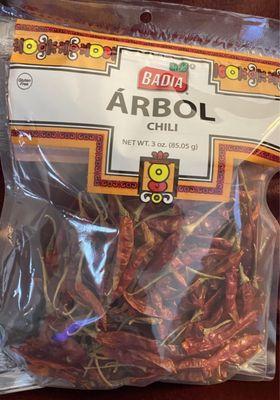 BADIA
Gluten
Free
ÁRBOL
CHILI
NET WT. 3 oz. (85.05 g)